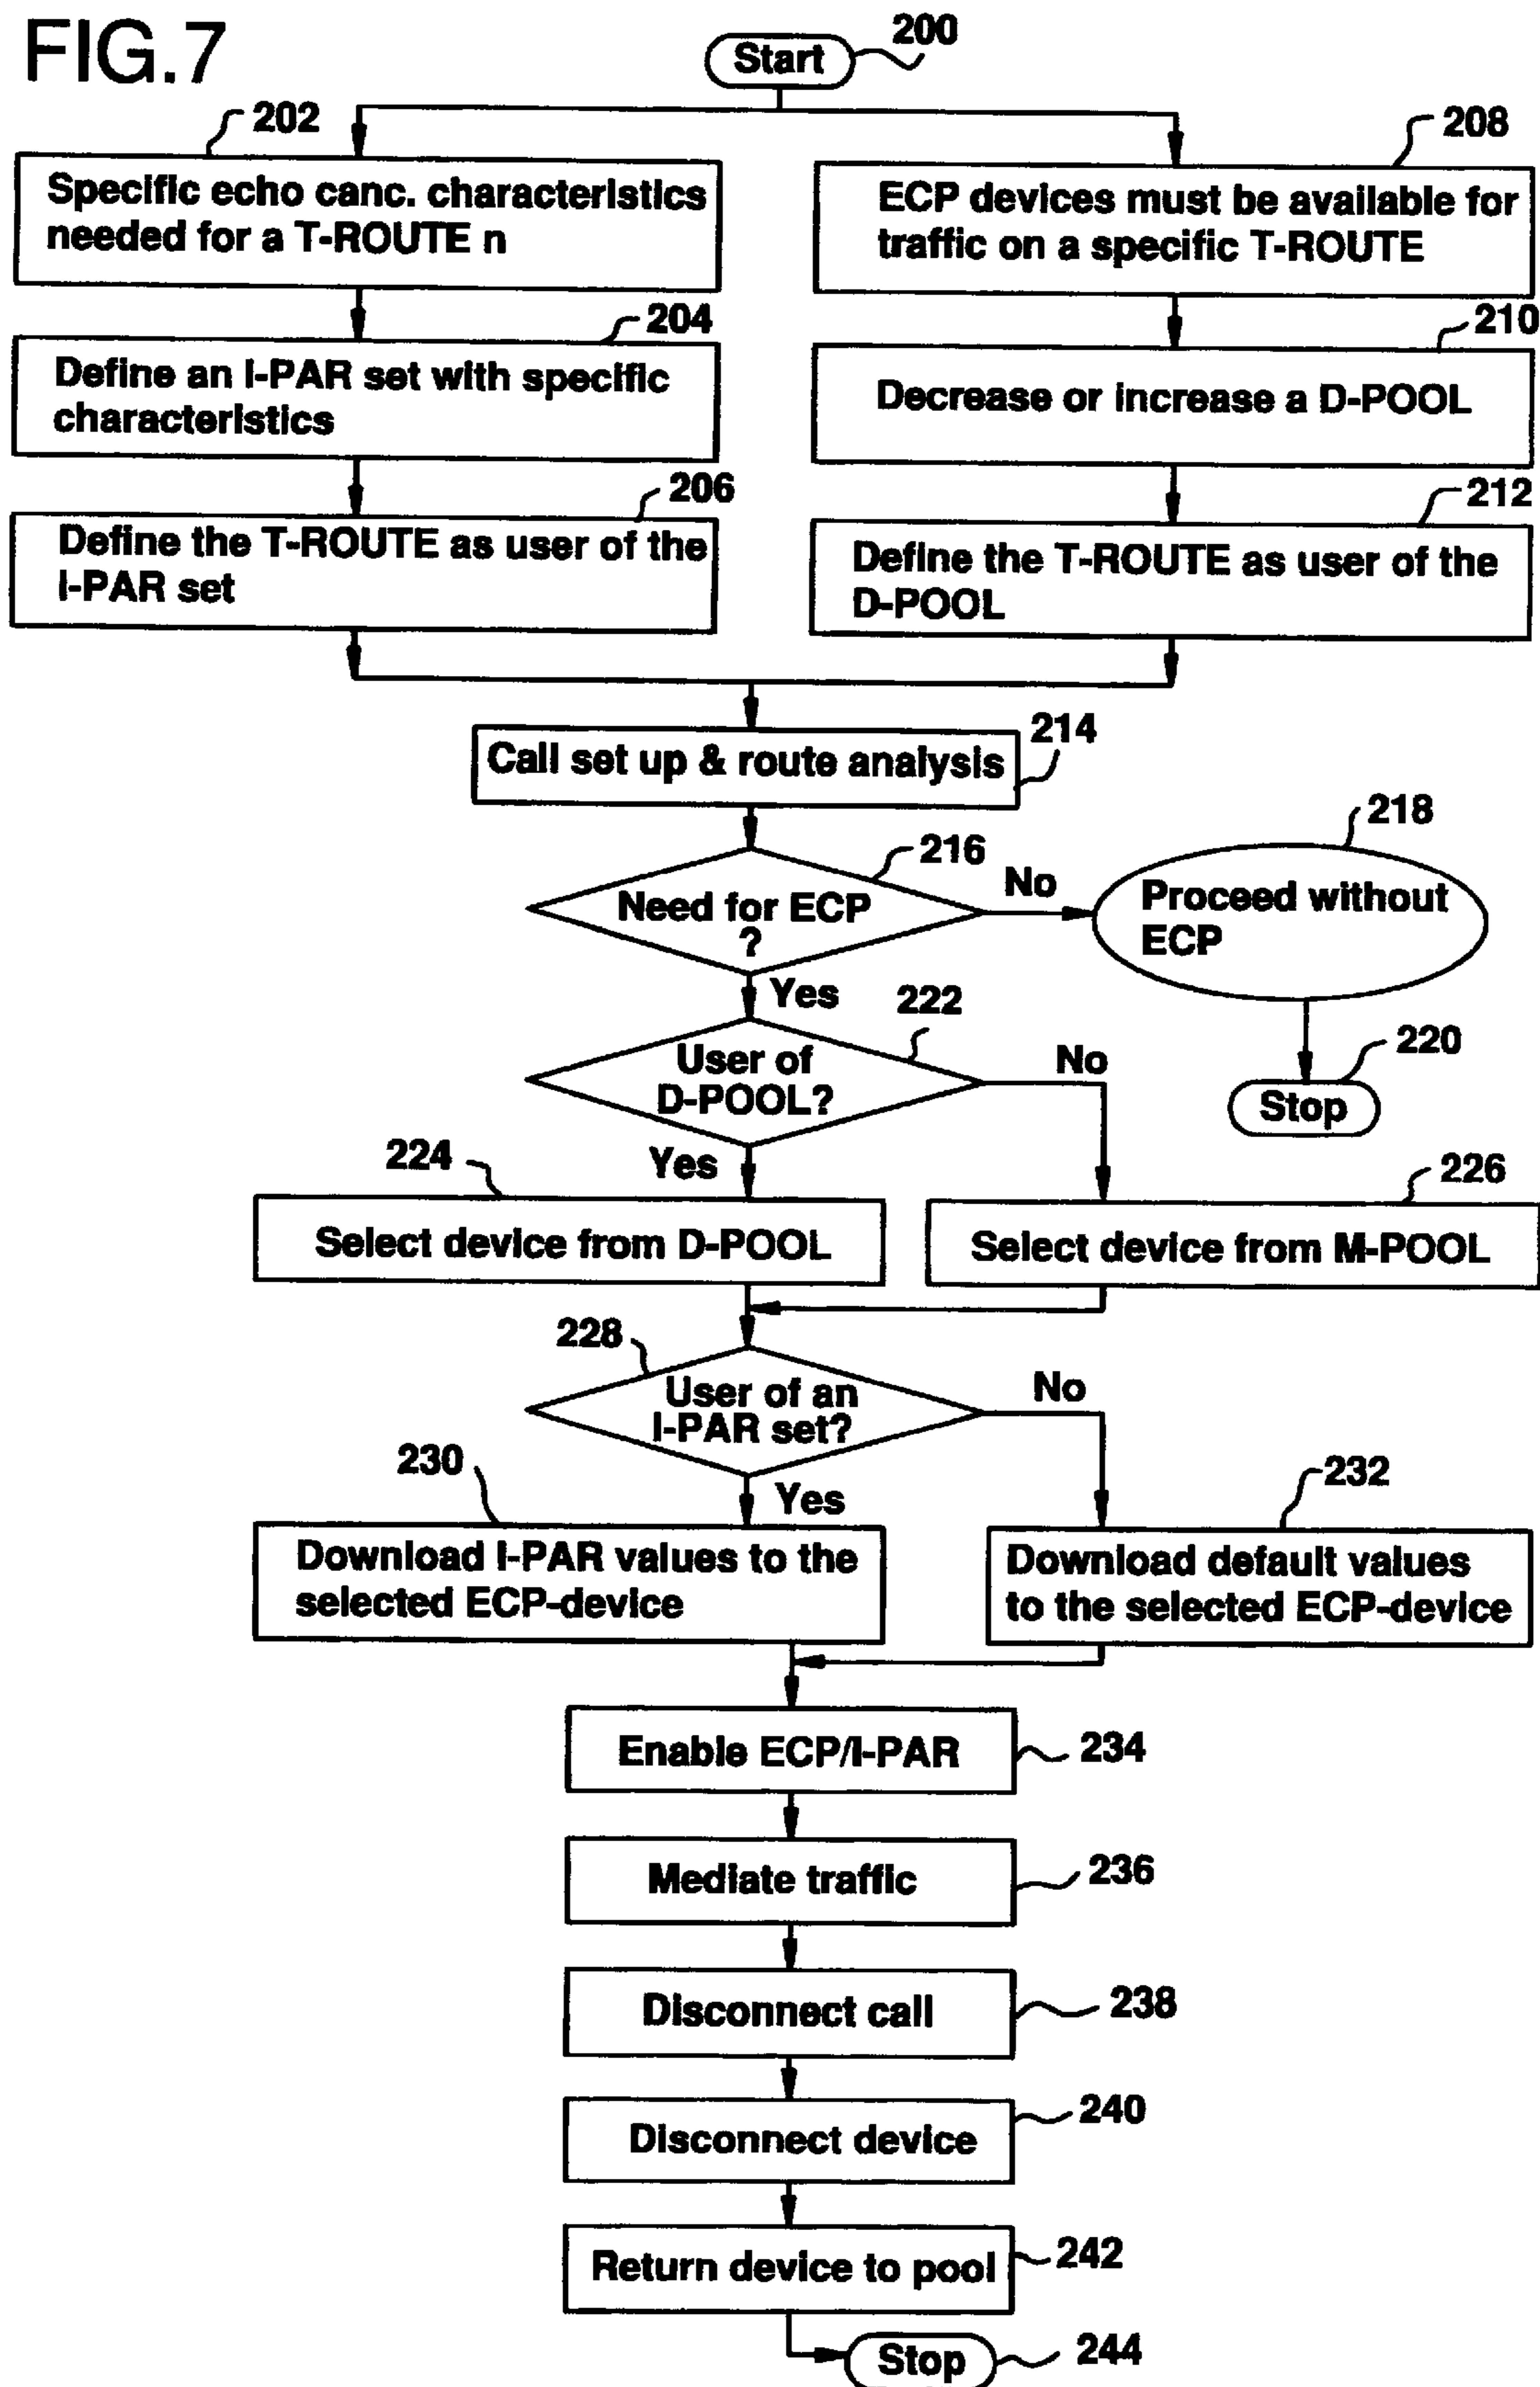 FIG.7
Start
200
202
Specific echo canc. characteristics
needed for a T-ROUTE n
208
ECP devices must be available for
traffic on a specific T-ROUTE
204
Define an I-PAR set with specific
characteristics
210
Decrease or increase a D-POOL
206
Define the T-ROUTE as user of the
I-PAR set
212
Define the T-ROUTE as user of the
D-POOL
214
Call set up & route analysis
216
Need for ECP
?
No
218
Proceed without
ECP
Yes
220
Stop
222
User of
D-POOL?
No
Yes
224
Select device from D-POOL
226
Select device from M-POOL
228
User of an
I-PAR set?
No
Yes
230
Download I-PAR values to the
selected ECP-device
232
Download default values
to the selected ECP-device
Enable ECP/I-PAR
234
Mediate traffic
236
Disconnect call
238
Disconnect device
240
Return device to pool
242
Stop
244